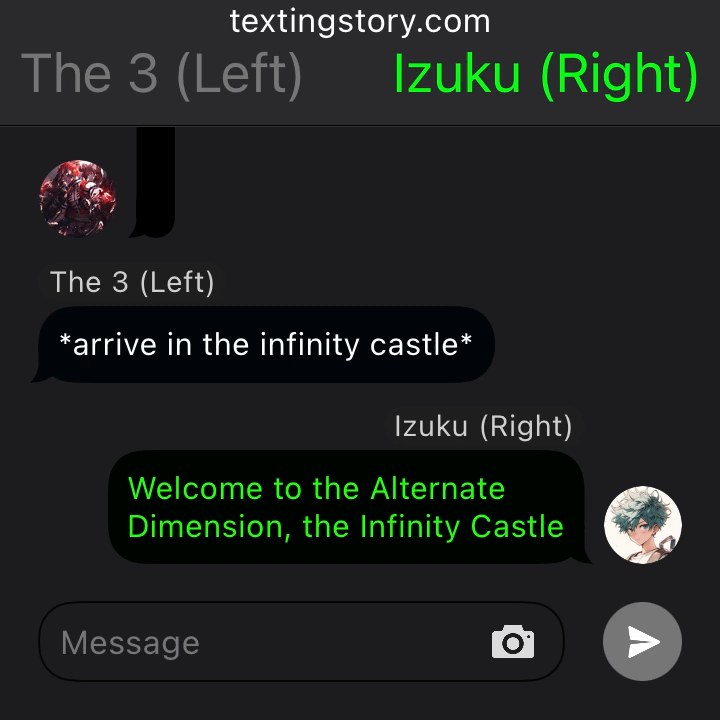 textingstory.com
The 3 (Left)
Izuku (Right)
The 3 (Left)
*arrive in the infinity castle*
Izuku (Right)
Welcome to the Alternate
Dimension, the Infinity Castle
Message